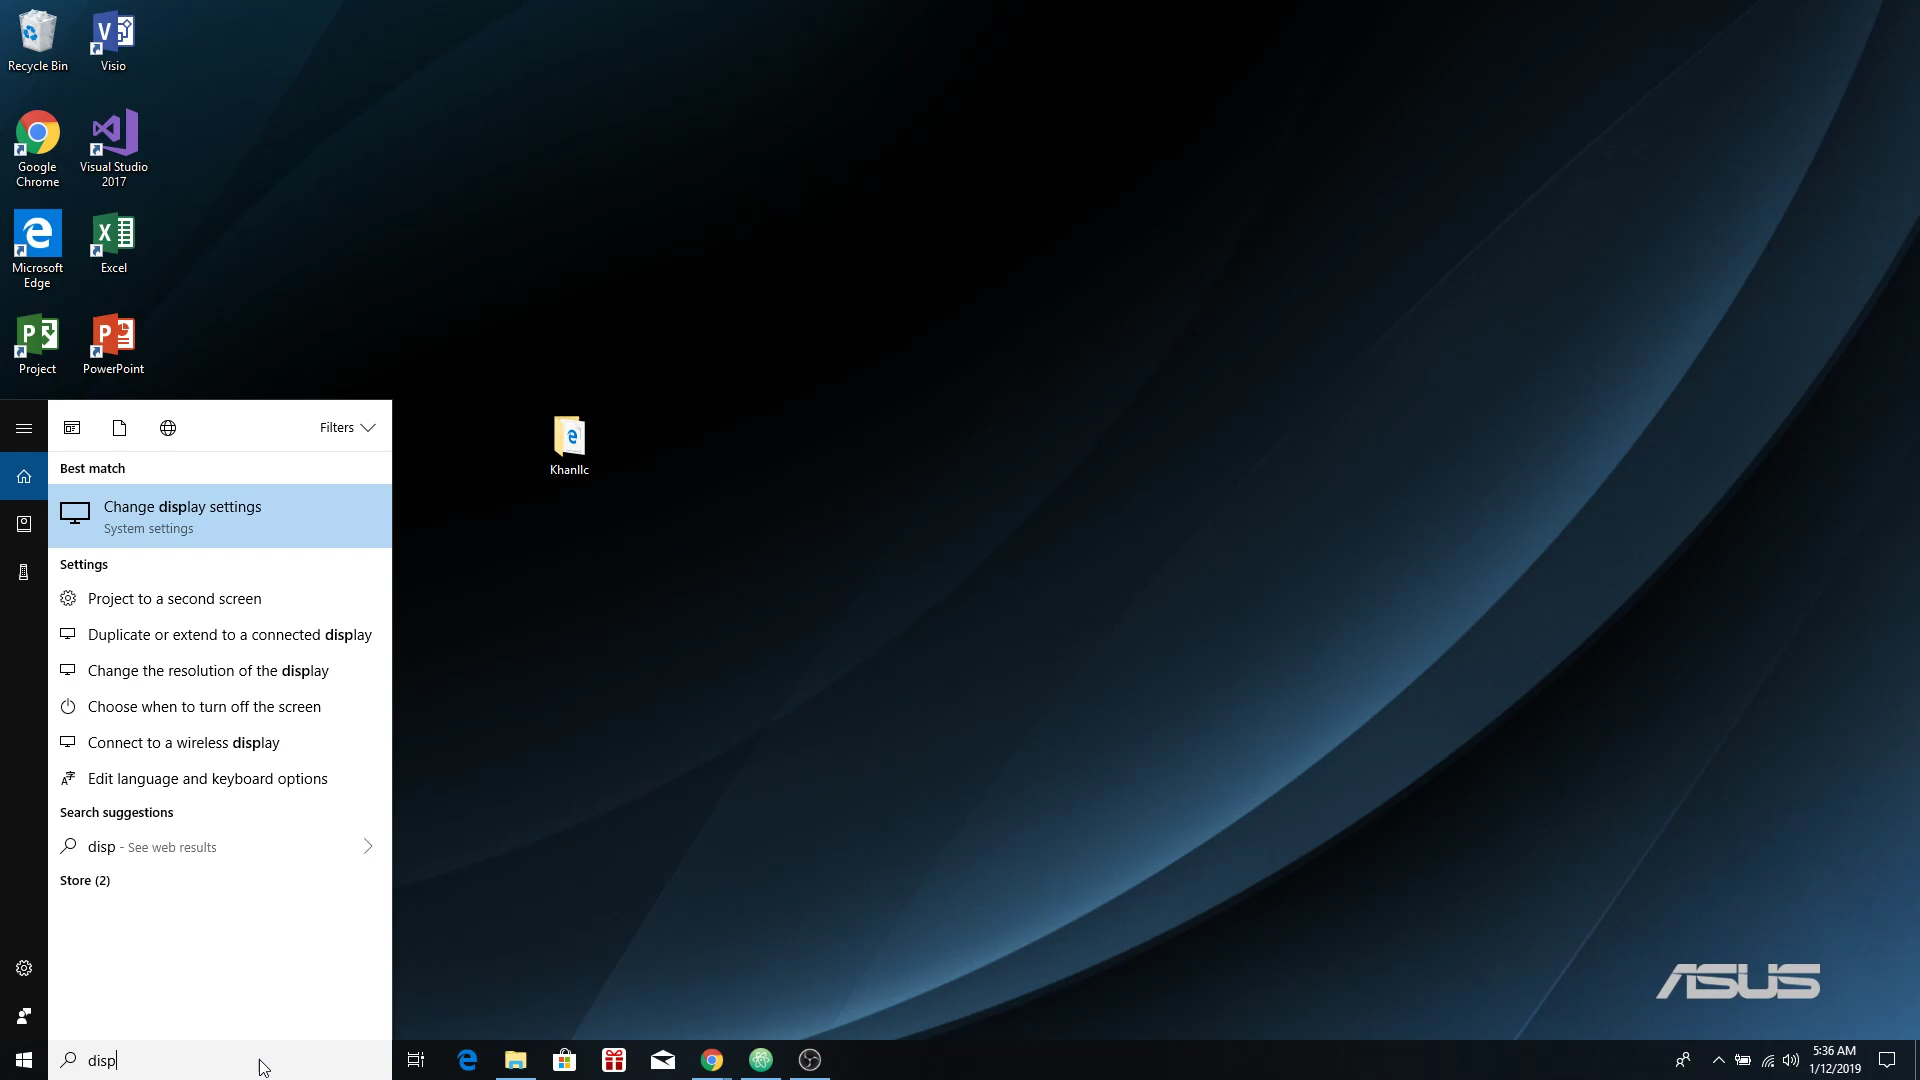 Recycle Bin
Visio
Google
Chrome
Visual Studio
2017
Microsoft
Edge
Excel
Project
PowerPoint
Filters
Best match
Change display settings
System settings
Settings
Project to a second screen
Duplicate or extend to a connected display
Change the resolution of the display
Choose when to turn off the screen
Connect to a wireless display
Edit language and keyboard options
Search suggestions
disp - See web results
Store (2)
disp
Khanllc
ASUS
5:36 AM
1/12/2019